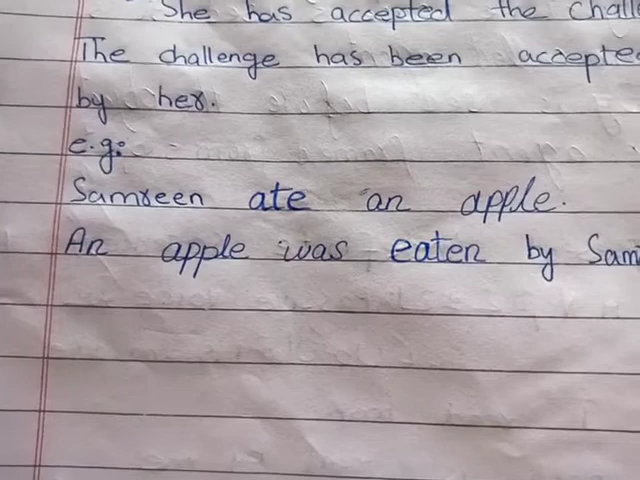 She has accepted the chall
The challenge has been accepte
by her.
e.g:
Samreen ate an apple.
An apple was eaten by Sam